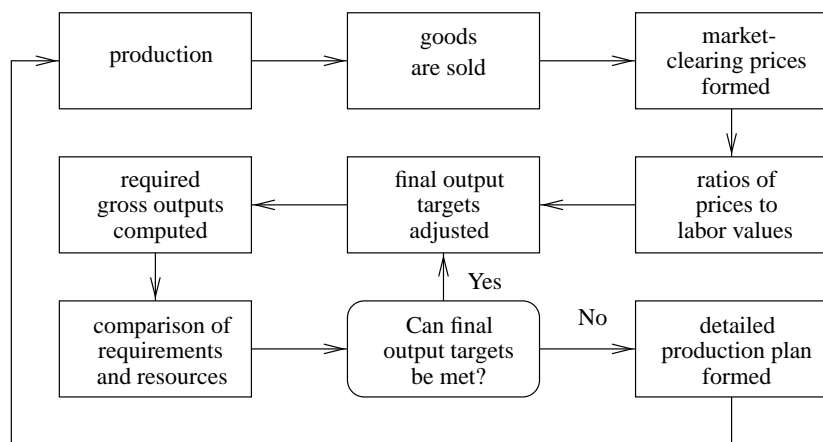 production
goods
are sold
market-
clearing prices
formed
required
gross outputs
computed
final output
targets
adjusted
ratios of
prices to
labor values
Yes
comparison of
requirements
and resources
Can final
output targets
be met?
No
detailed
production plan
formed